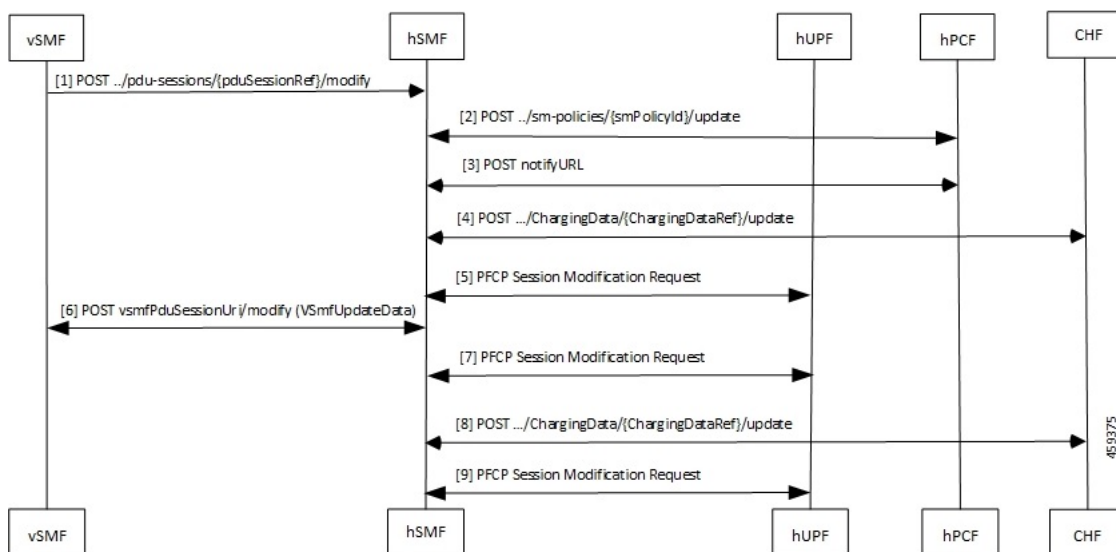 vSMF
hSMF
hUPF
hPCF
CHF
[1] POST ../pdu-sessions/{pduSessionRef}/modify
[2] POST ../sm-policies/{smPolicyId}/update
[3] POST notifyURL
[4] POST .../ChargingData/{ChargingDataRef}/update
[5] PFCP Session Modification Request
[6] POST vsmfPduSessionUri/modify (VSmfUpdateData)
[7] PFCP Session Modification Request
[8] POST .../ChargingData/{ChargingDataRef}/update
[9] PFCP Session Modification Request
459375
vSMF
hSMF
hUPF
hPCF
CHF